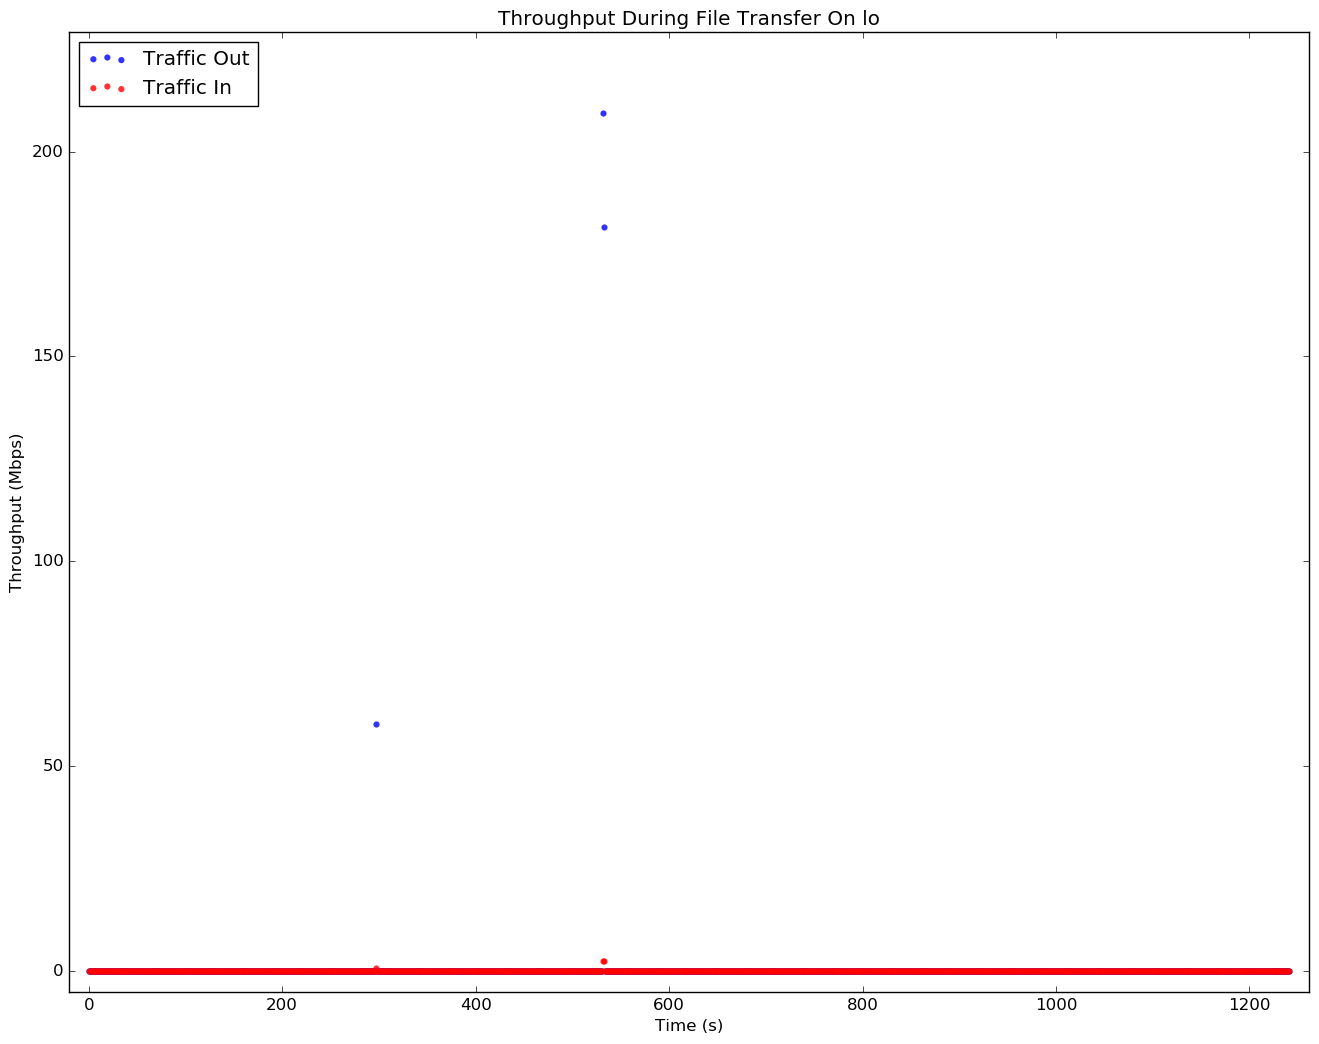 Throughput During File Transfer On lo
Traffic Out
Traffic In
200
150
100
50
0
Throughput (Mbps)
0 200 400 600 800 1000 1200
Time (s)